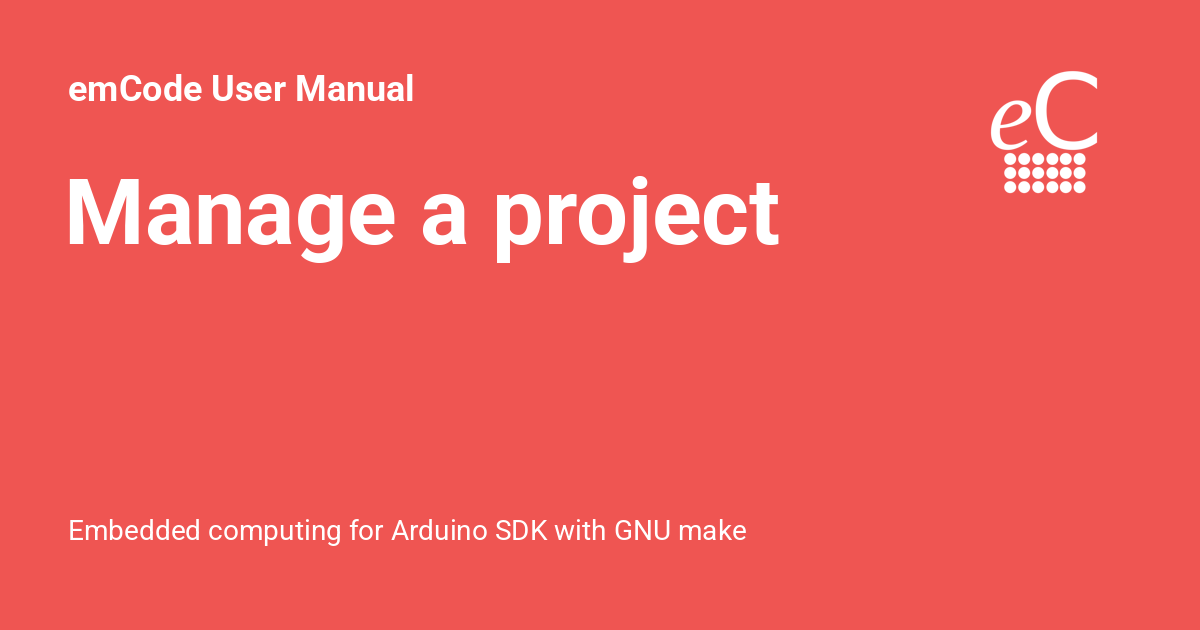 emCode User Manual
eC
Manage a project
Embedded computing for Arduino SDK with GNU make